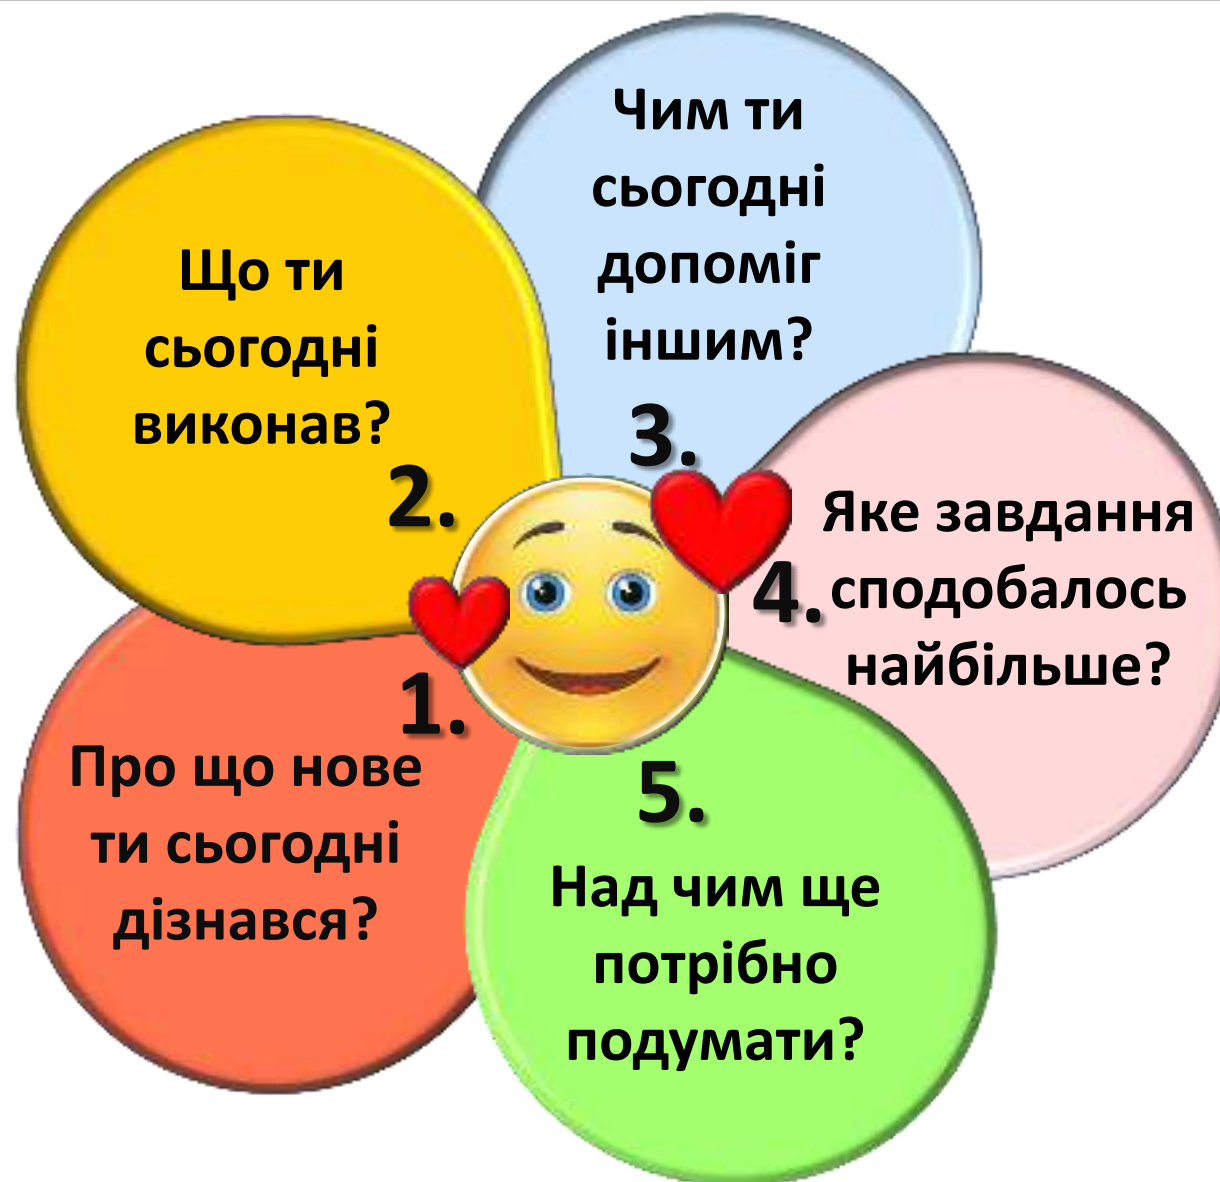 1.
Про що нове
ти сьогодні
дізнався?
2.
Що ти
сьогодні
виконав?
3.
Чим ти
сьогодні
допоміг
іншим?
4.
Яке завдання
сподобалось
найбільше?
5.
Над чим ще
потрібно
подумати?